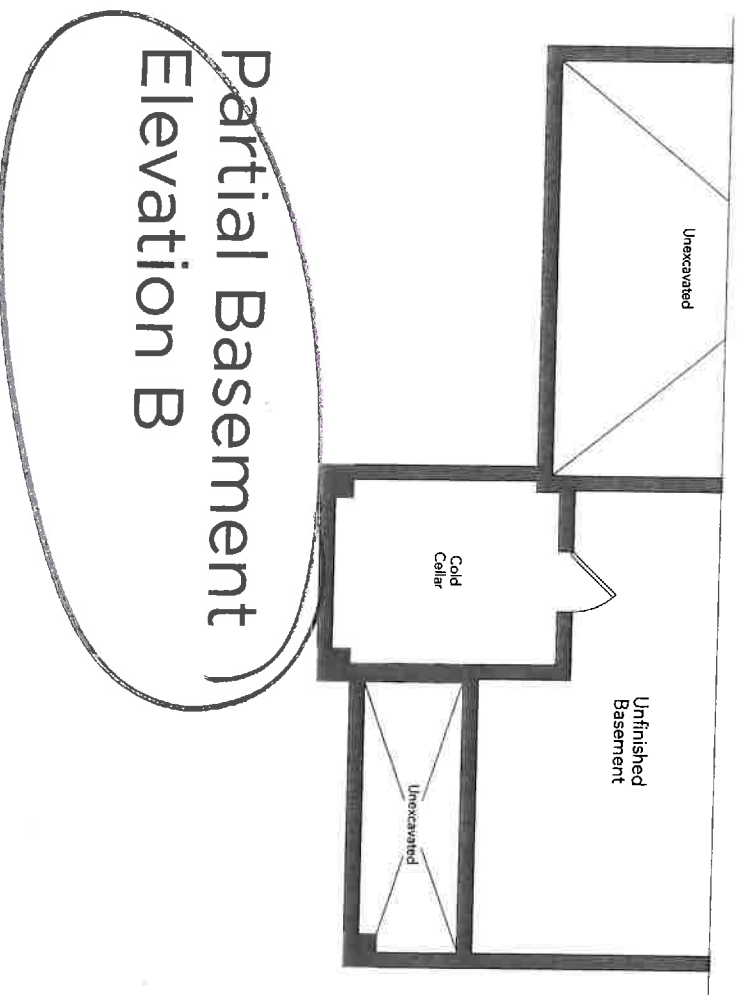 Unexcavated
Cold
Cellar
Unfinished
Basement
Unexcavated
Partial Basement
Elevation B